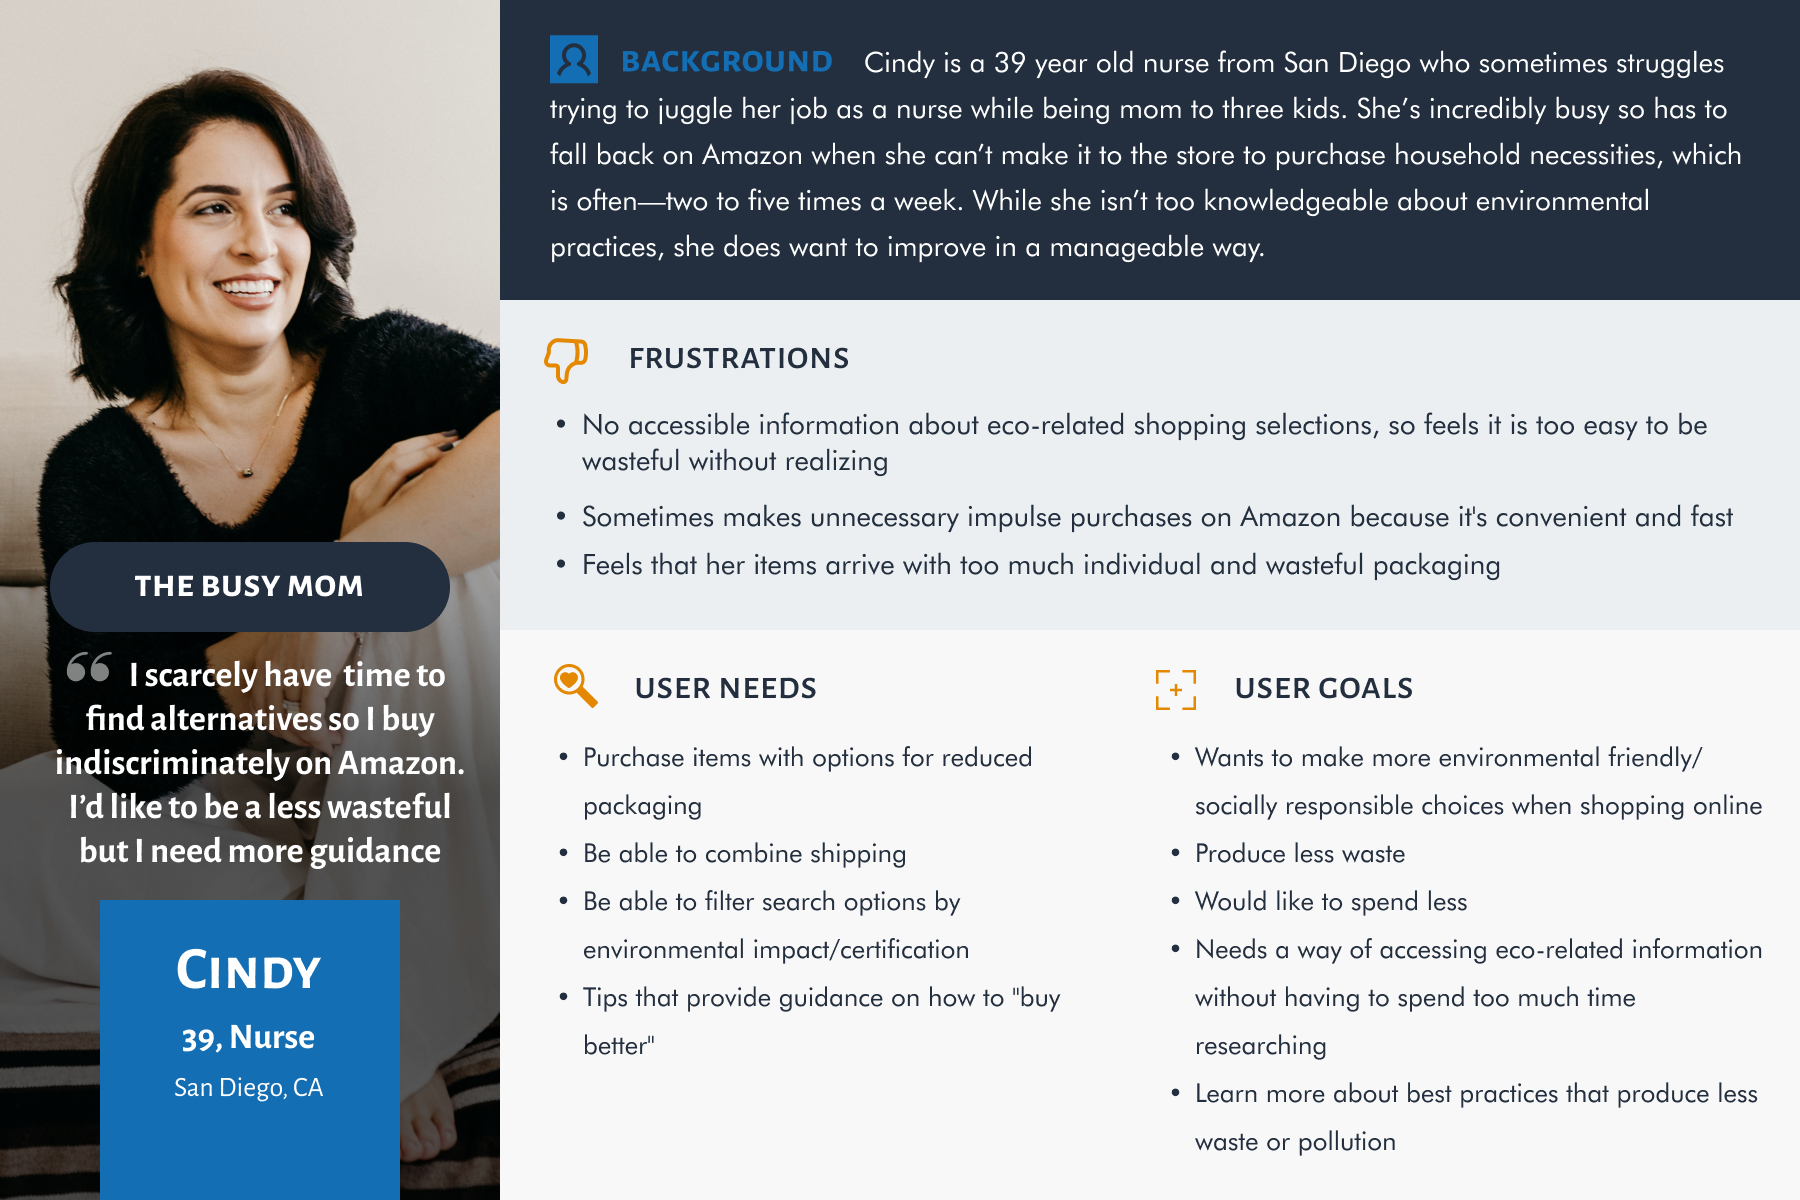 THE BUSY MOM
“ I scarcely have time to
find alternatives so I buy
indiscriminately on Amazon.
I’d like to be a less wasteful
but I need more guidance
CINDY
39, Nurse
San Diego, CA
BACKGROUND Cindy is a 39 year old nurse from San Diego who sometimes struggles
trying to juggle her job as a nurse while being mom to three kids. She’s incredibly busy so has to
fall back on Amazon when she can’t make it to the store to purchase household necessities, which
is often—two to five times a week. While she isn’t too knowledgeable about environmental
practices, she does want to improve in a manageable way.
FRUSTRATIONS
• No accessible information about eco-related shopping selections, so feels it is too easy to be
wasteful without realizing
• Sometimes makes unnecessary impulse purchases on Amazon because it's convenient and fast
• Feels that her items arrive with too much individual and wasteful packaging
USER NEEDS
• Purchase items with options for reduced
packaging
• Be able to combine shipping
• Be able to filter search options by
environmental impact/certification
• Tips that provide guidance on how to "buy
better"
USER GOALS
• Wants to make more environmental friendly/
socially responsible choices when shopping online
• Produce less waste
• Would like to spend less
• Needs a way of accessing eco-related information
without having to spend too much time
researching
• Learn more about best practices that produce less
waste or pollution